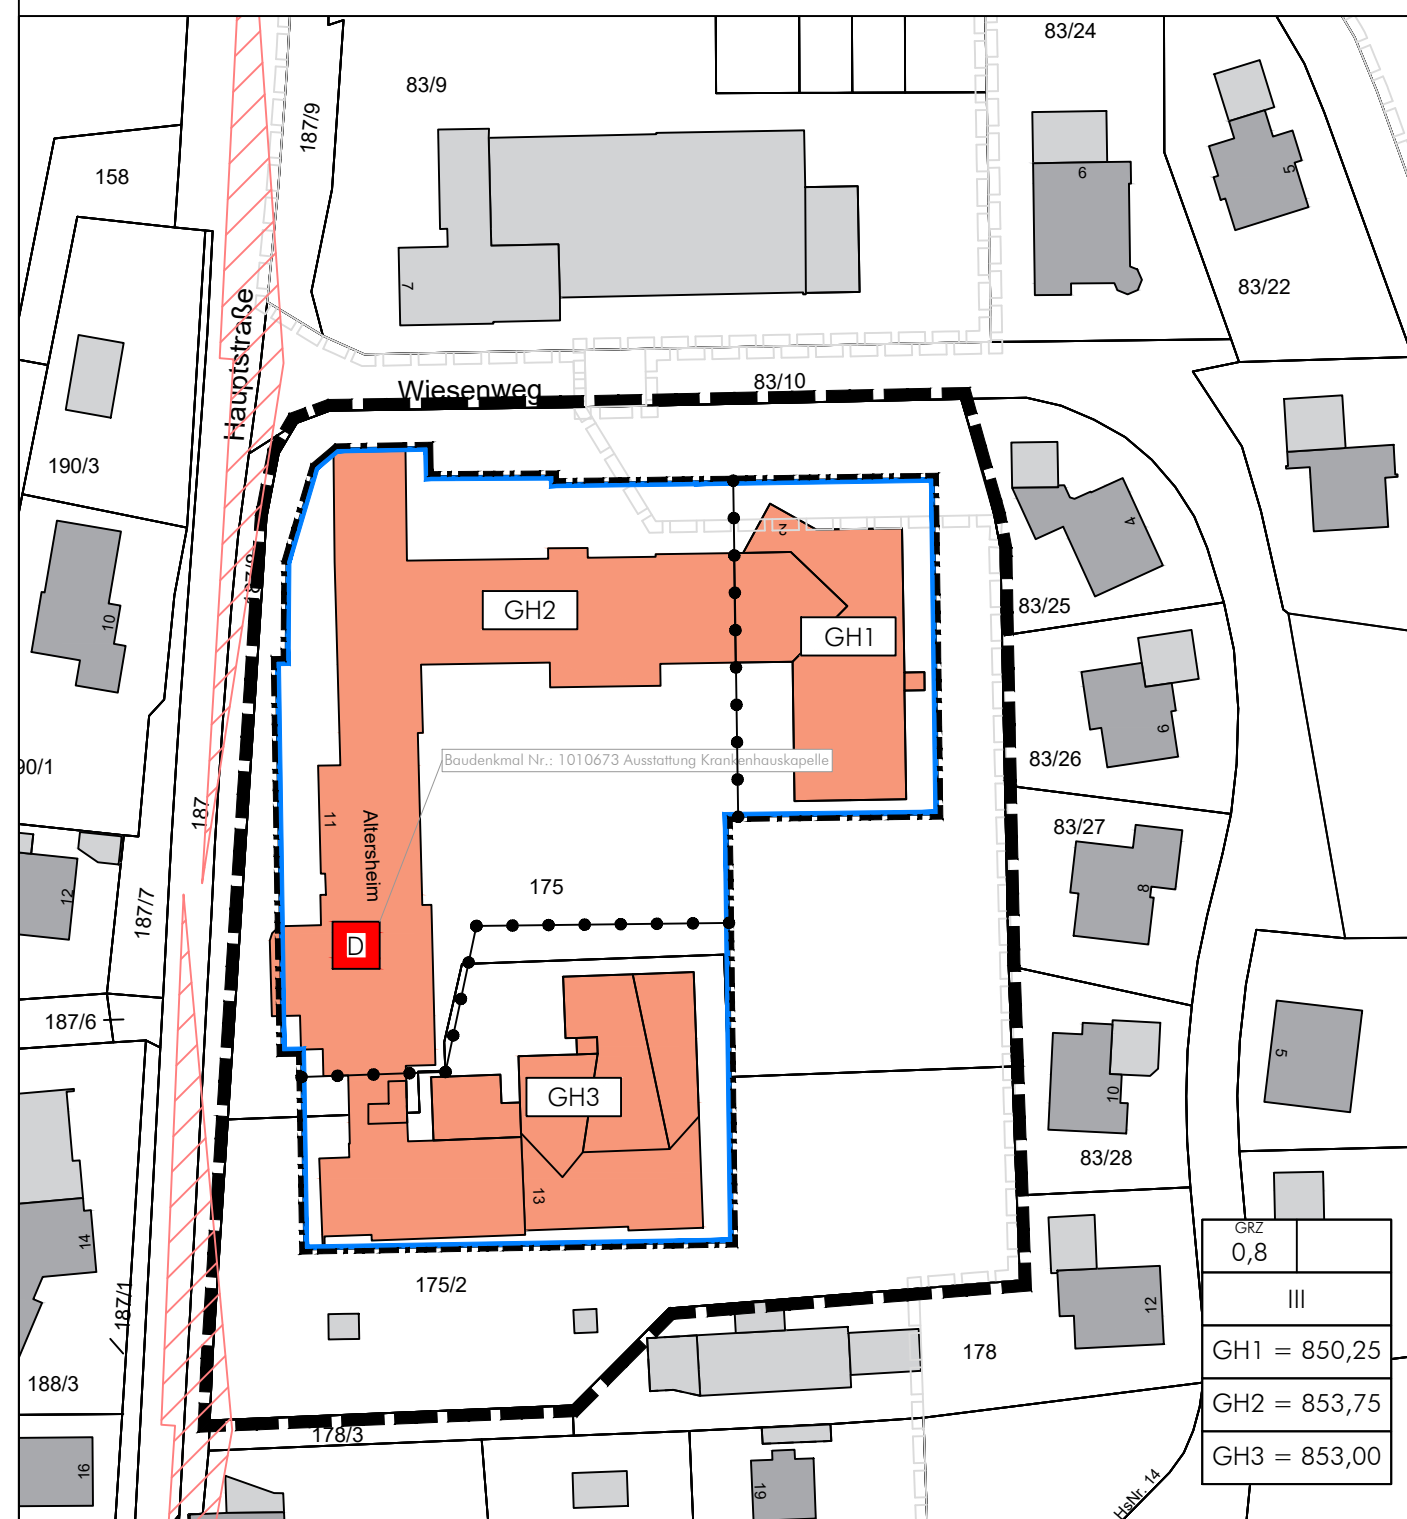 83/24
83/9
187/9
158
6
5
83/22
7
Hauptstraße
Wiesenweg
83/10
190/3
2
4
10
GH2
GH1
83/25
6
83/26
90/1
Baudenkmal Nr.: 1010673 Ausstattung Krankenhauskapelle
187
11
Altersheim
83/27
175
8
12
187/7
D
187/6
5
10
GH3
83/28
13
14
GRZ
0,8
III
GH1 = 850,25
GH2 = 853,75
GH3 = 853,00
175/2
187/1
12
178
188/3
178/3
16
19
HsNr. 14